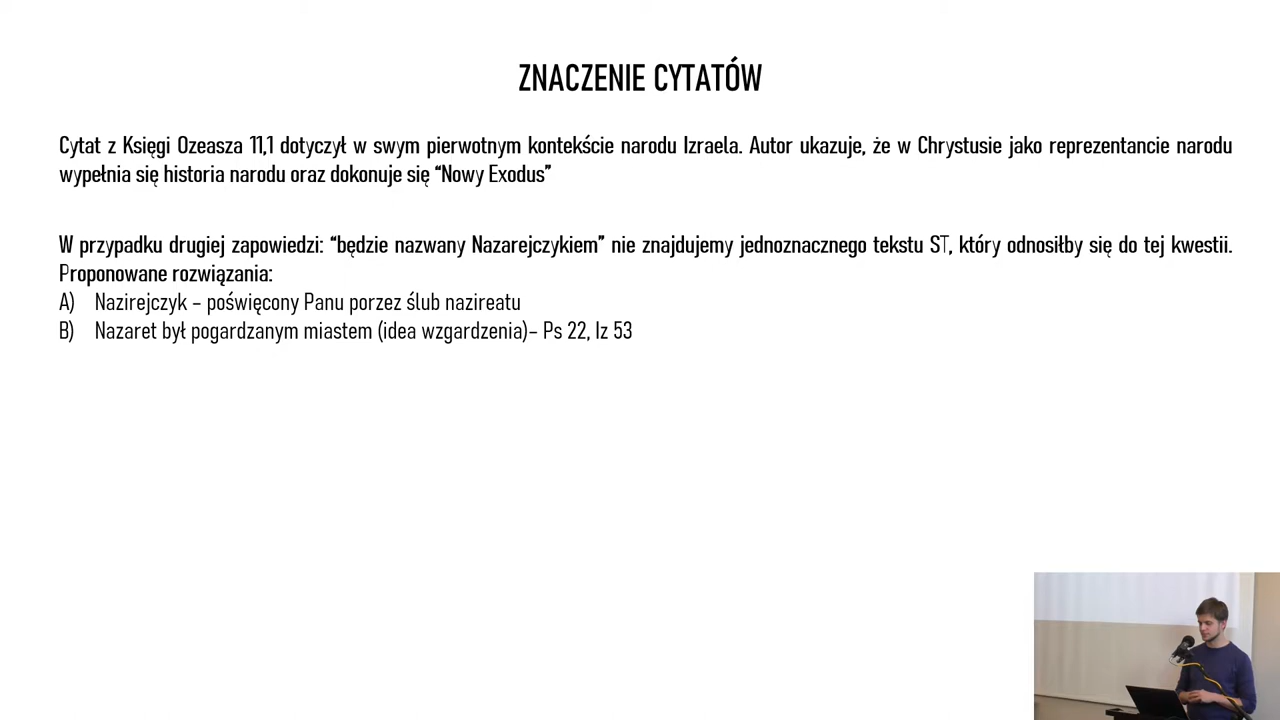 ZNACZENIE CYTATÓW
Cytat z Księgi Ozeasza 11,1 dotyczył w swym pierwotnym kontekście narodu Izraela. Autor ukazuje, że w Chrystusie jako reprezentancie narodu
wypełnia się historia narodu oraz dokonuje się “Nowy Exodus”
W przypadku drugiej zapowiedzi: “będzie nazwany Nazarejczykiem” nie znajdujemy jednoznacznego tekstu ST, który odnosiłby się do tej kwestii.
Proponowane rozwiązania:
A) Nazirejczyk – poświęcony Panu porzez ślub nazireatu
B) Nazaret był pogardzanym miastem (idea wzgardzenia)– Ps 22, Iz 53